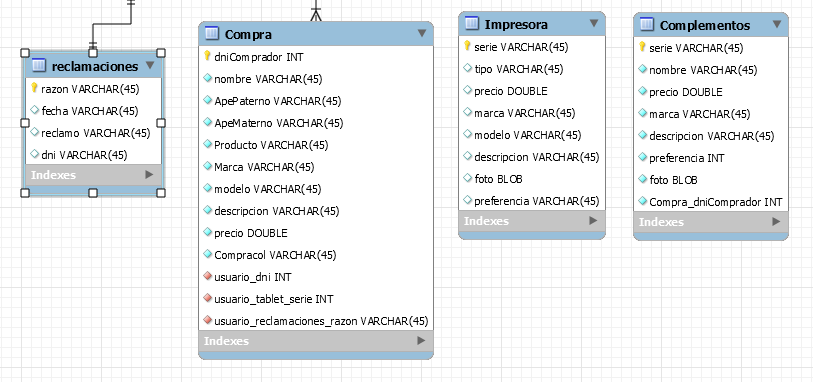 reclamaciones
razon VARCHAR(45)
fecha VARCHAR(45)
reclamo VARCHAR(45)
dni VARCHAR(45)
Indexes
Compra
dniComprador INT
nombre VARCHAR(45)
ApePaterno VARCHAR(45)
ApeMaterno VARCHAR(45)
Producto VARCHAR(45)
Marca VARCHAR(45)
modelo VARCHAR(45)
descripcion VARCHAR(45)
precio DOUBLE
Compracol VARCHAR(45)
usuario_dni INT
usuario_tablet_serie INT
usuario_reclamaciones_razon VARCHAR(45)
Indexes
Impresora
serie VARCHAR(45)
tipo VARCHAR(45)
precio DOUBLE
marca VARCHAR(45)
modelo VARCHAR(45)
descripcion VARCHAR(45)
foto BLOB
preferencia VARCHAR(45)
Indexes
Complementos
serie VARCHAR(45)
nombre VARCHAR(45)
precio DOUBLE
marca VARCHAR(45)
descripcion VARCHAR(45)
preferencia INT
foto BLOB
Compra_dniComprador INT
Indexes